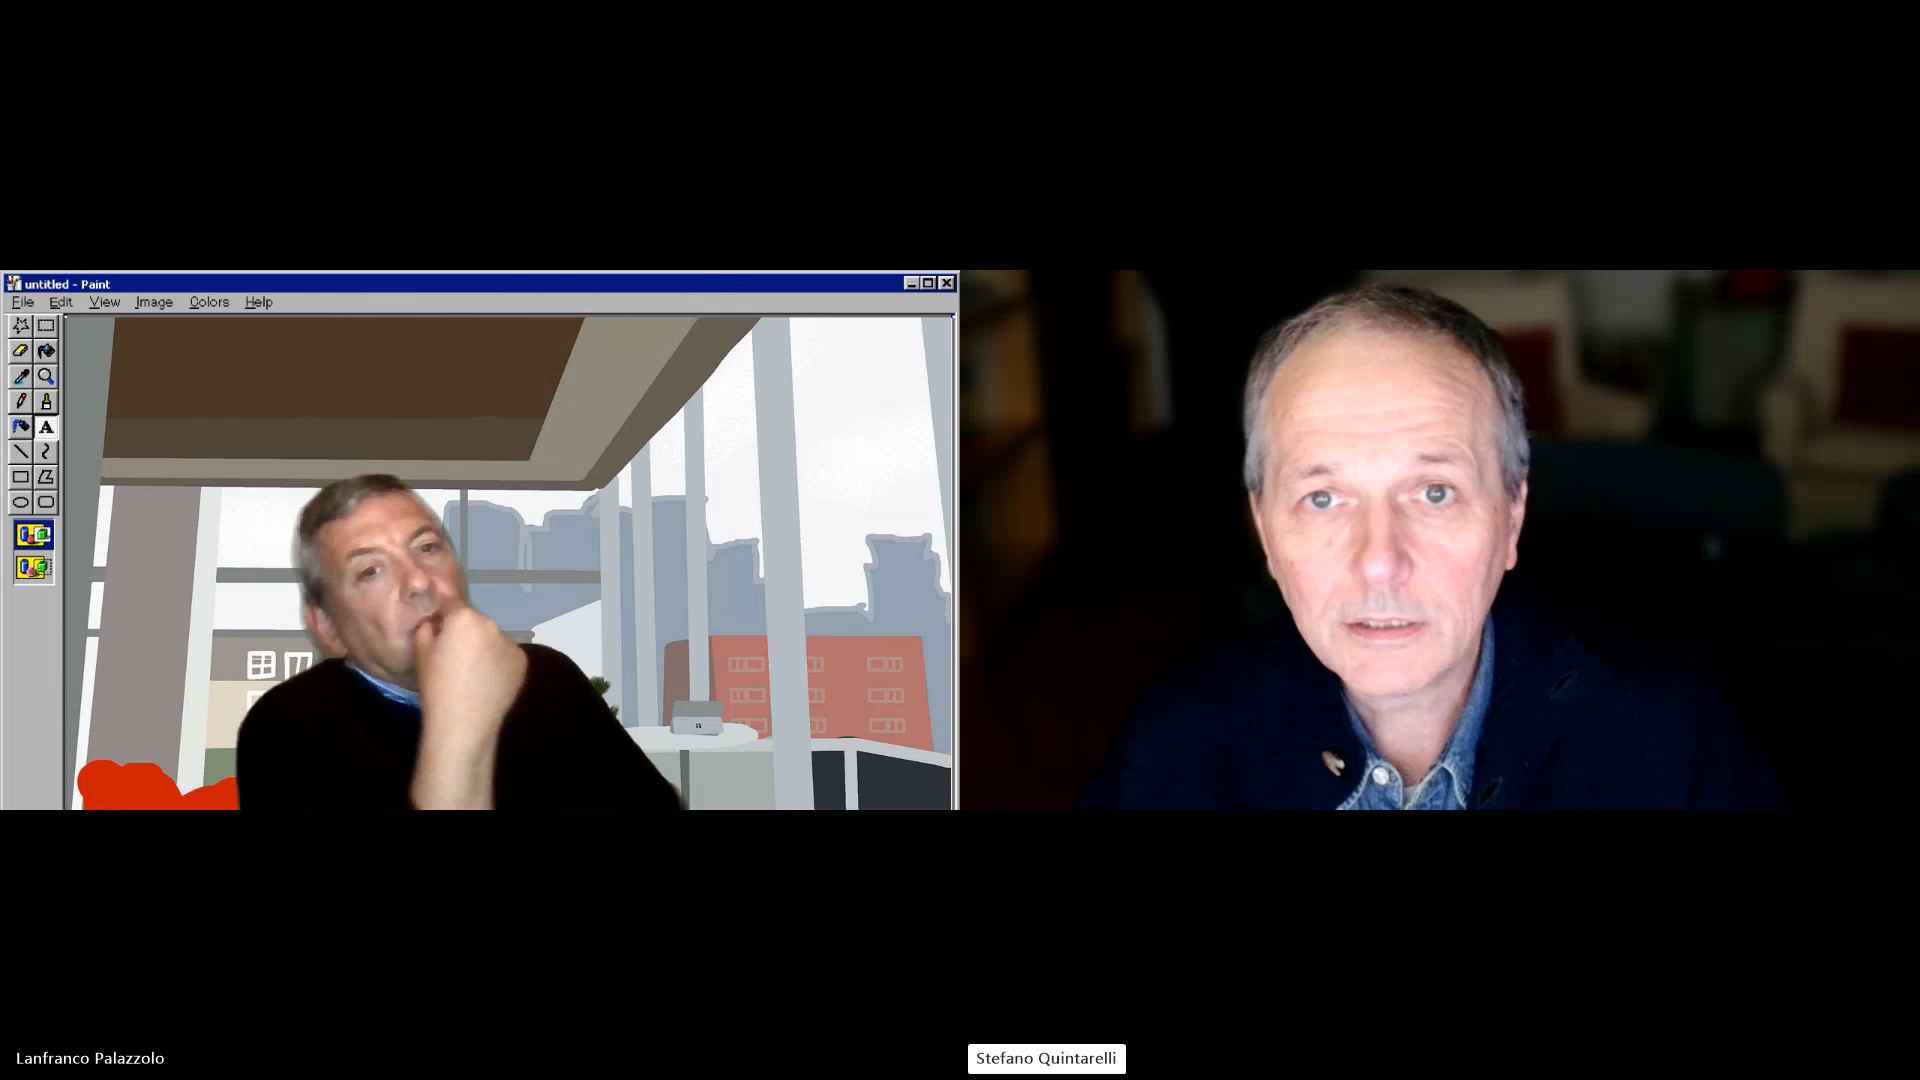 untitled - Paint
File Edit View Image Colors Help
A
Lanfranco Palazzolo
Stefano Quintarelli